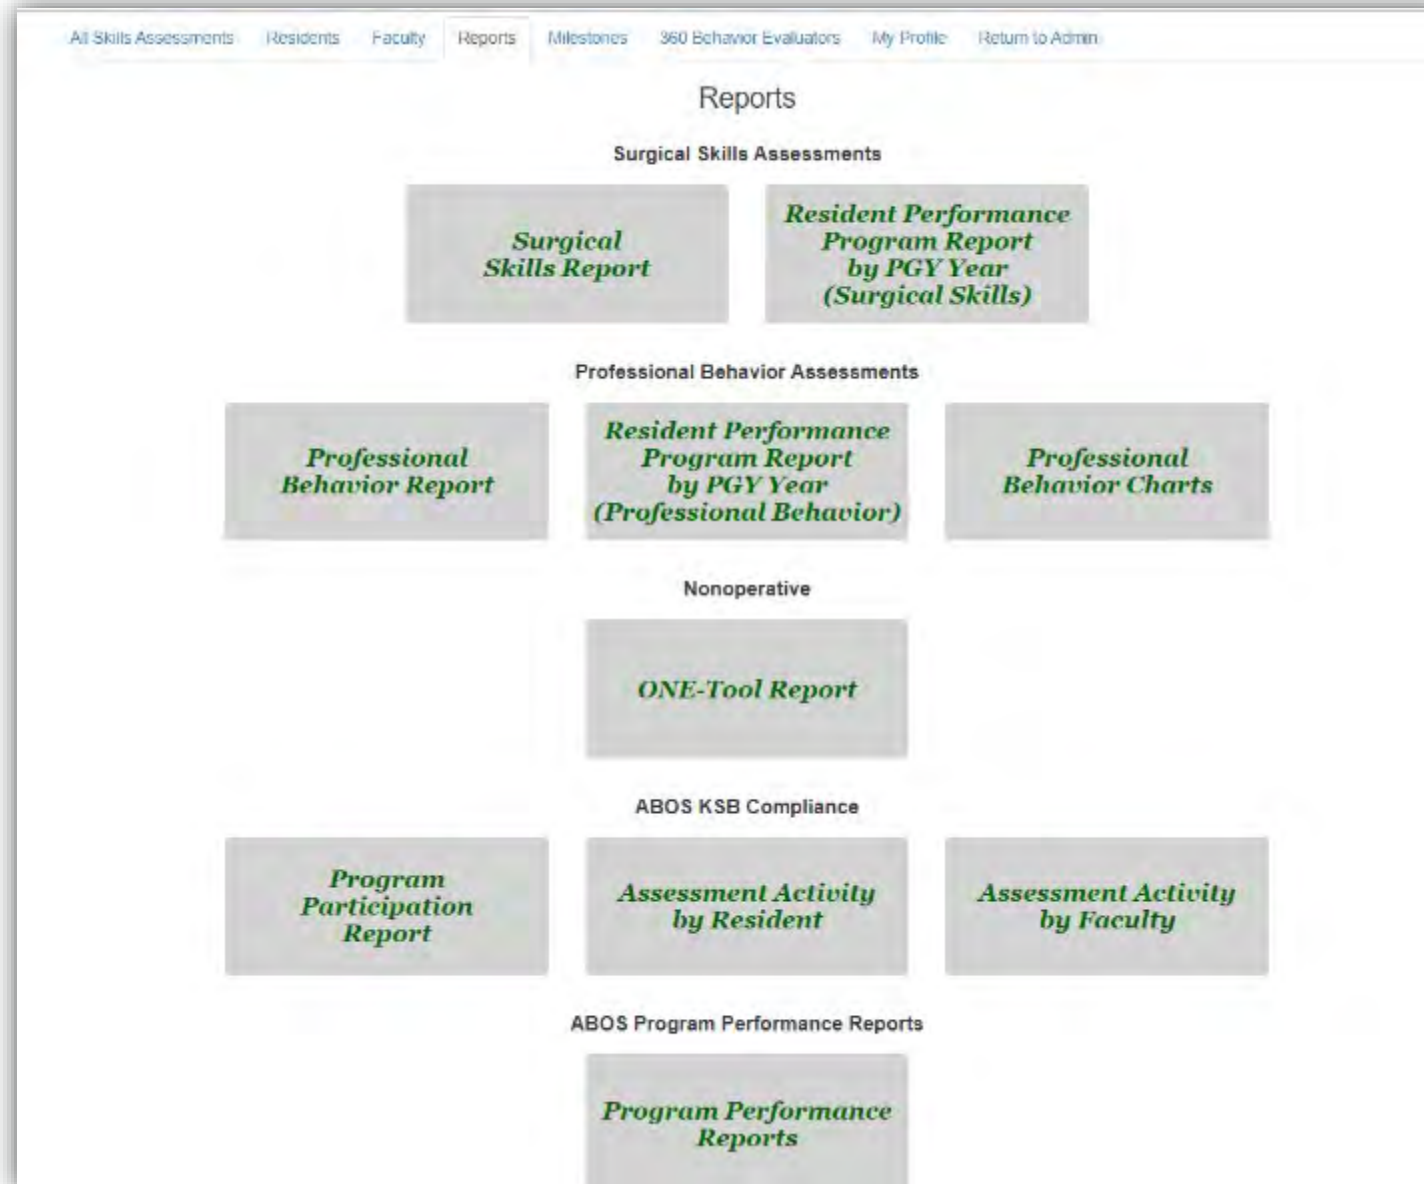 All Skills Assessments Residents Faculty Reports Milestones 360 Behavior Evaluators My Profile Return to Admin
Reports
Surgical Skills Assessments
Surgical
Skills Report
Resident Performance
Program Report
by PGY Year
(Surgical Skills)
Professional Behavior Assessments
Professional
Behavior Report
Resident Performance
Program Report
by PGY Year
(Professional Behavior)
Professional
Behavior Charts
Nonoperative
ONE-Tool Report
ABOS KSB Compliance
Program
Participation
Report
Assessment Activity
by Resident
Assessment Activity
by Faculty
ABOS Program Performance Reports
Program Performance
Reports